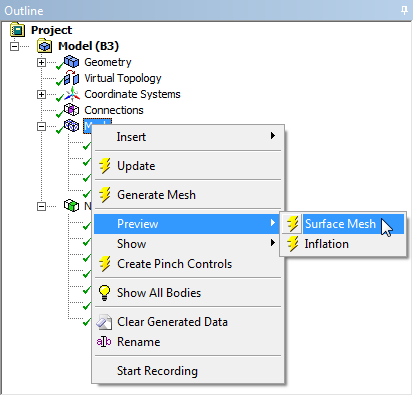 Outline
Project
Model (B3)
Geometry
Virtual Topology
Coordinate Systems
Connections
Insert
Update
Generate Mesh
Preview
Surface Mesh
Show
Inflation
Create Pinch Controls
Show All Bodies
Clear Generated Data
Rename
Start Recording